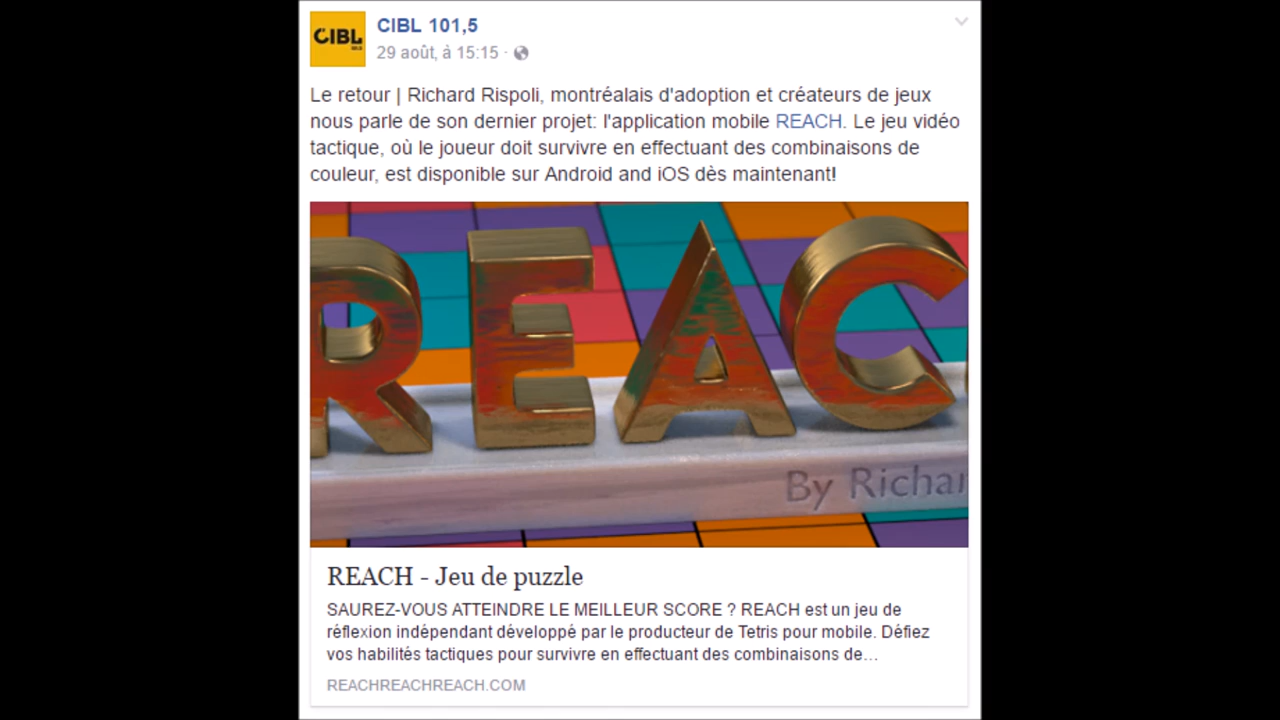 CIBL
CIBL 101,5
29 août, à 15:15 ·
Le retour | Richard Rispoli, montréalais d'adoption et créateurs de jeux
nous parle de son dernier projet: l'application mobile REACH. Le jeu vidéo
tactique, où le joueur doit survivre en effectuant des combinaisons de
couleur, est disponible sur Android and iOS dès maintenant!
REAC
By Richar
REACH - Jeu de puzzle
SAUREZ-VOUS ATTEINDRE LE MEILLEUR SCORE ? REACH est un jeu de
réflexion indépendant développé par le producteur de Tetris pour mobile. Défiez
vos habilités tactiques pour survivre en effectuant des combinaisons de...
REACHREACHREACH.COM